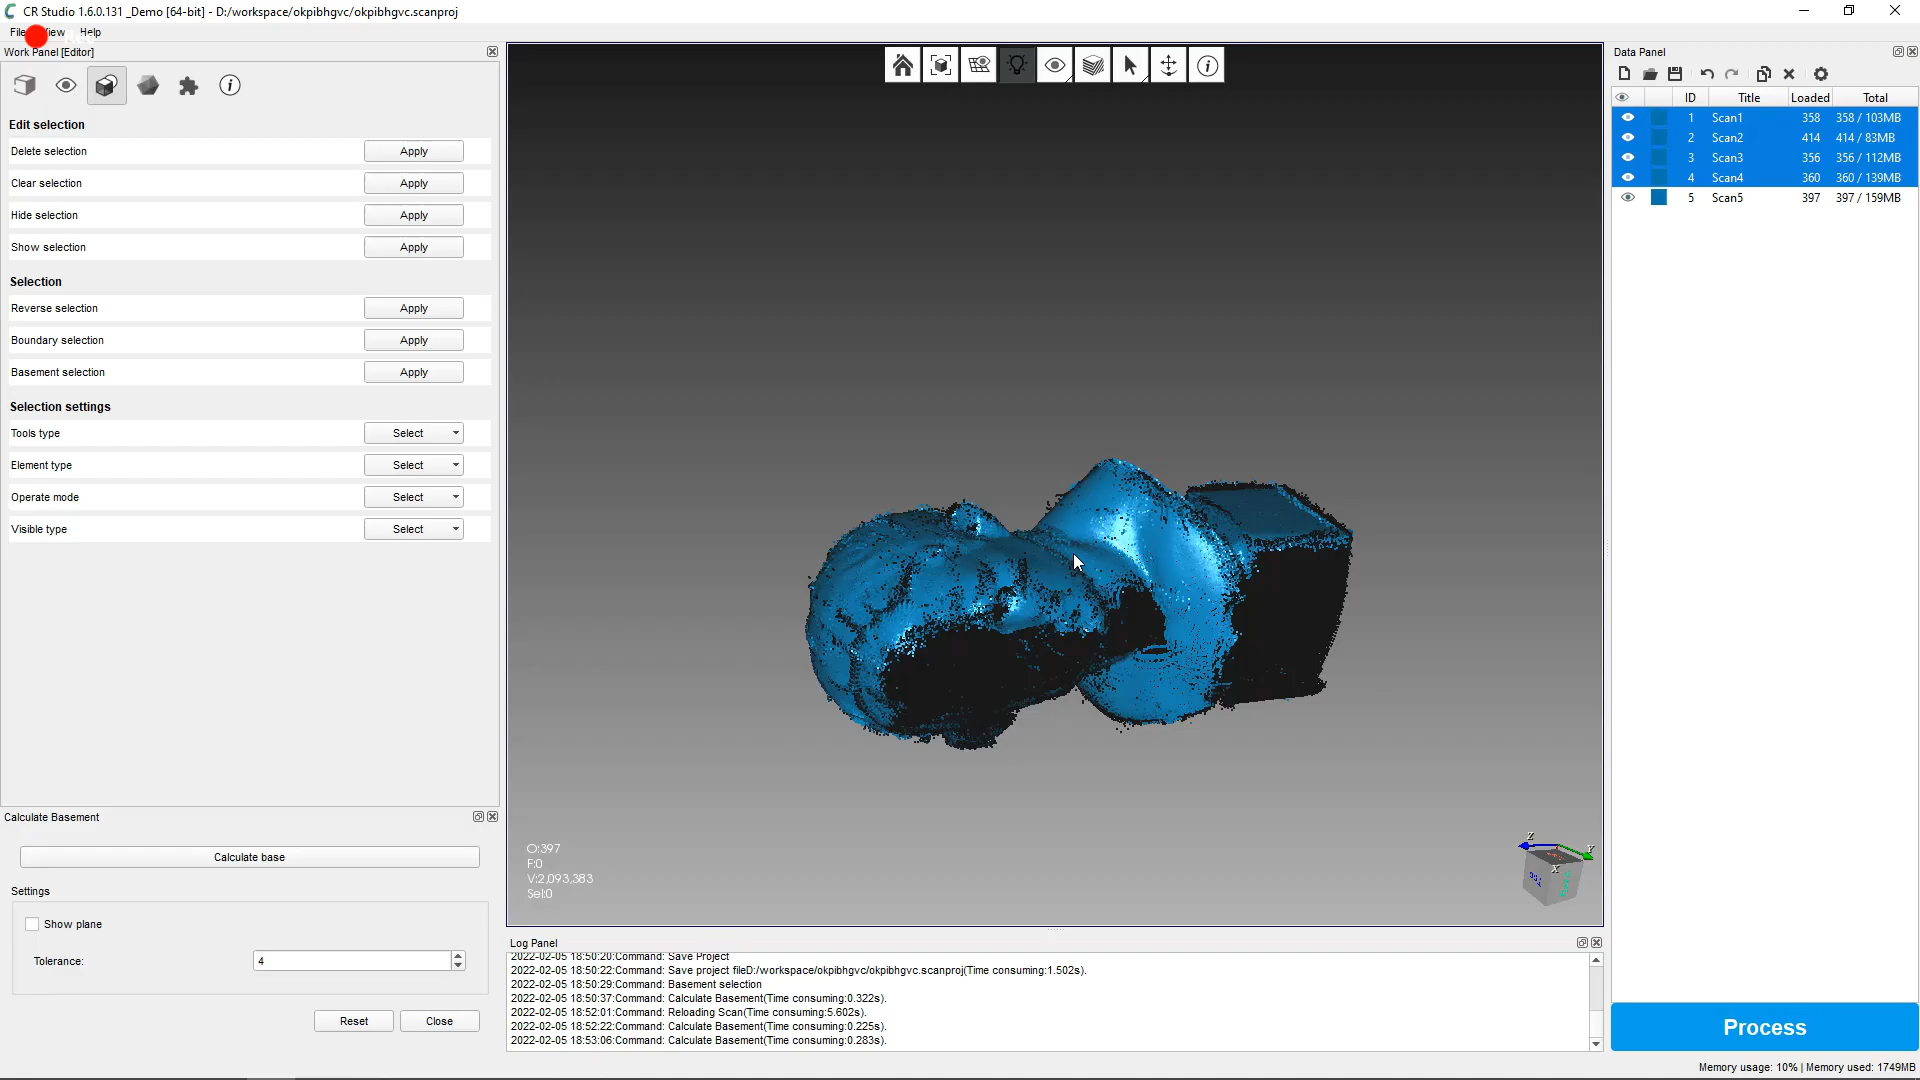 CR Studio 1.6.0.131 _Demo [64-bit] - D:/workspace/okpibhgvc/okpibhgvc.scanproj
File View Help
Work Panel [Editor]
Edit selection
Delete selection Apply
Clear selection Apply
Hide selection Apply
Show selection Apply
Selection
Reverse selection Apply
Boundary selection Apply
Basement selection Apply
Selection settings
Tools type Select
Element type Select
Operate mode Select
Visible type Select
Calculate Basement
Calculate base
Settings
Show plane
Tolerance: 4
Reset Close
O:397
F:0
V:2,093,383
Sel:0
Z
Y
X
Log Panel
2022-02-05 18:50:20:Command: Save Project
2022-02-05 18:50:22:Command: Save project fileD:/workspace/okpibhgvc/okpibhgvc.scanproj(Time consuming:1.502s).
2022-02-05 18:50:29:Command: Basement selection
2022-02-05 18:50:37:Command: Calculate Basement(Time consuming:0.322s).
2022-02-05 18:52:01:Command: Reloading Scan(Time consuming:5.602s).
2022-02-05 18:52:22:Command: Calculate Basement(Time consuming:0.225s).
2022-02-05 18:53:06:Command: Calculate Basement(Time consuming:0.283s).
Data Panel
ID Title Loaded Total
1 Scan1 358 358 / 103MB
2 Scan2 414 414 / 83MB
3 Scan3 356 356 / 112MB
4 Scan4 360 360 / 139MB
5 Scan5 397 397 / 159MB
Process
Memory usage: 10% | Memory used: 1749MB